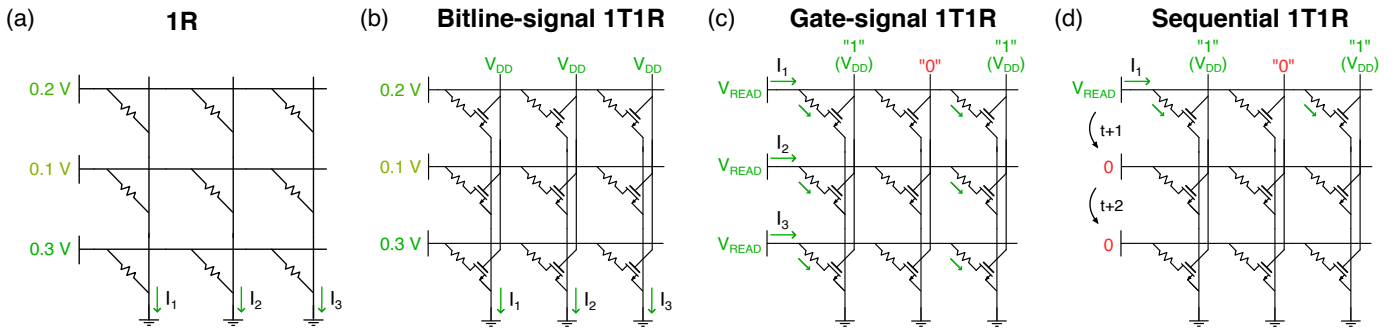 (a) 1R
0.2 V
0.1 V
0.3 V
I1 I2 I3
(b) Bitline-signal 1T1R
VDD VDD VDD
0.2 V
0.1 V
0.3 V
I1 I2 I3
(c) Gate-signal 1T1R
"1" "1"
(VDD) "0" (VDD)
I1
VREAD
I2
VREAD
I3
VREAD
(d) Sequential 1T1R
"1" "1"
(VDD) "0" (VDD)
I1
VREAD
t+1
0
t+2
0